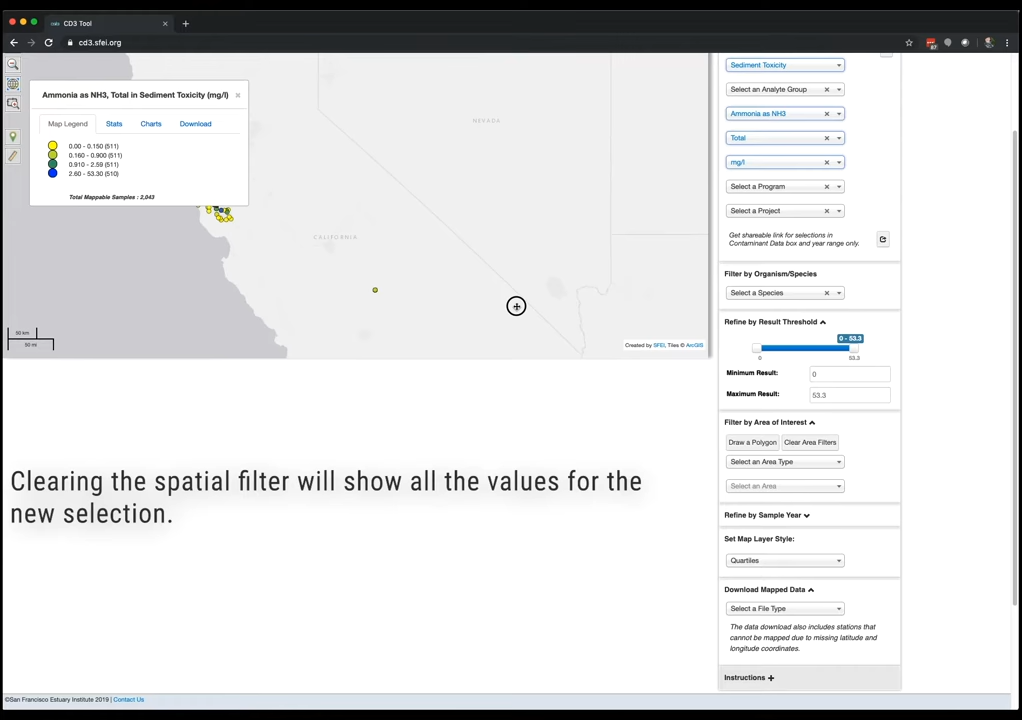 CD3 Tool
cd3.sfei.org
67
NEVADA
CALIFORNIA
Ammonia as NH3, Total in Sediment Toxicity (mg/l)
Map Legend
Stats
Charts
Download
0.00 - 0.150 (511)
0.160 - 0.900 (511)
0.910 - 2.59 (511)
2.60 - 53.30 (510)
Total Mappable Samples : 2,043
50 km
50 mi
Created by SFEI, Tiles © ArcGIS
Clearing the spatial filter will show all the values for the
new selection.
Sediment Toxicity
Select an Analyte Group
Ammonia as NH3
Total
mg/l
Select a Program
Select a Project
Get shareable link for selections in
Contaminant Data box and year range only.
Filter by Organism/Species
Select a Species
Refine by Result Threshold
0 - 53.3
0
53.3
Minimum Result:
0
Maximum Result:
53.3
Filter by Area of Interest
Draw a Polygon
Clear Area Filters
Select an Area Type
Select an Area
Refine by Sample Year
Set Map Layer Style:
Quartiles
Download Mapped Data
Select a File Type
The data download also includes stations that
cannot be mapped due to missing latitude and
longitude coordinates.
Instructions
©San Francisco Estuary Institute 2019 | Contact Us